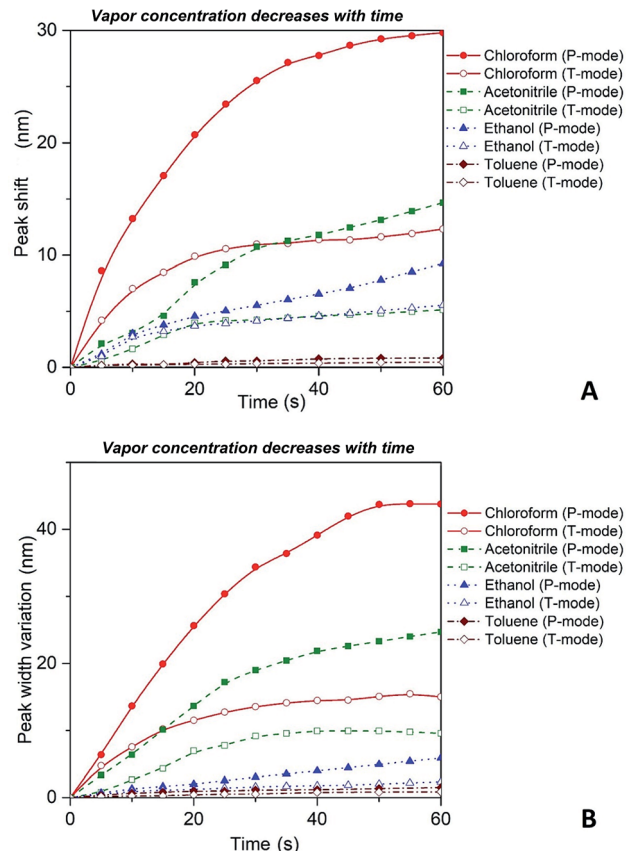 Vapor concentration decreases with time
30
20
10
0
0 20 40 60
Peak shift (nm)
Time (s)
Chloroform (P-mode)
Chloroform (T-mode)
Acetonitrile (P-mode)
Acetonitrile (T-mode)
Ethanol (P-mode)
Ethanol (T-mode)
Toluene (P-mode)
Toluene (T-mode)
A
Vapor concentration decreases with time
40
20
0
0 20 40 60
Peak width variation (nm)
Time (s)
Chloroform (P-mode)
Chloroform (T-mode)
Acetonitrile (P-mode)
Acetonitrile (T-mode)
Ethanol (P-mode)
Ethanol (T-mode)
Toluene (P-mode)
Toluene (T-mode)
B